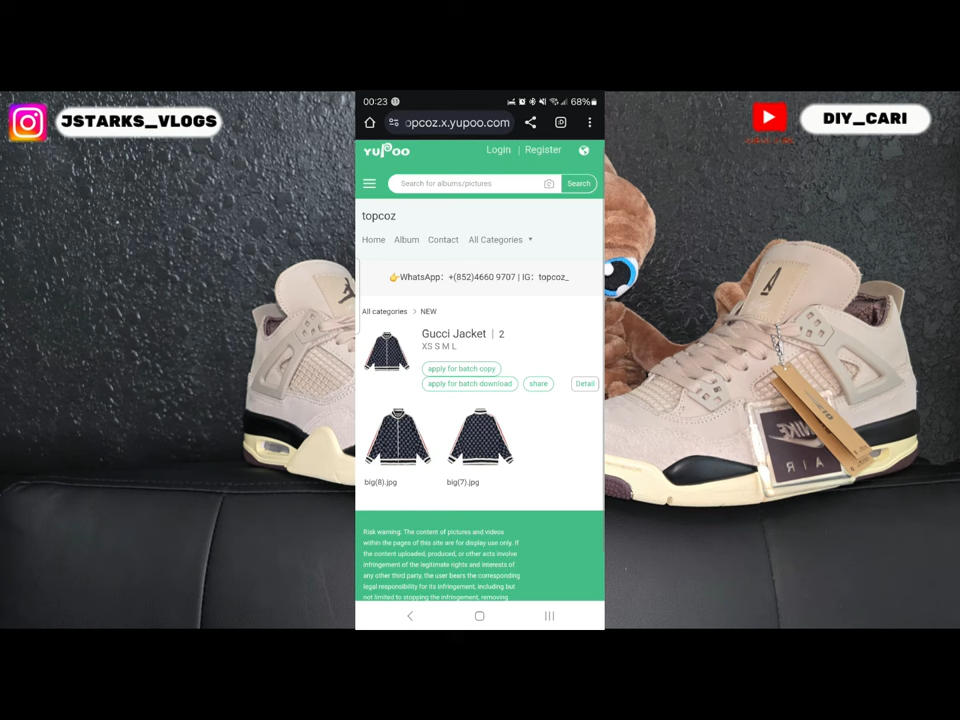 JSTARKS_VLOGS
DIY_CARI
00:23
68%
opcoz.x.yupoo.com
YUPOO
Login | Register
Search for albums/pictures
Search
topcoz
Home Album Contact All Categories
👉WhatsApp: +(852)4660 9707 | IG: topcoz_
All categories > NEW
Gucci Jacket | 2
XS S M L
apply for batch copy
apply for batch download share Detail
big(8).jpg big(7).jpg
Risk warning: The content of pictures and videos
within the pages of this site are for display use only. If
the content uploaded, produced, or other acts involve
infringement of the legitimate rights and interests of
any other third party, the user bears the corresponding
legal responsibility for its infringement, including but
not limited to stopping the infringement, removing
NIKE
AIR